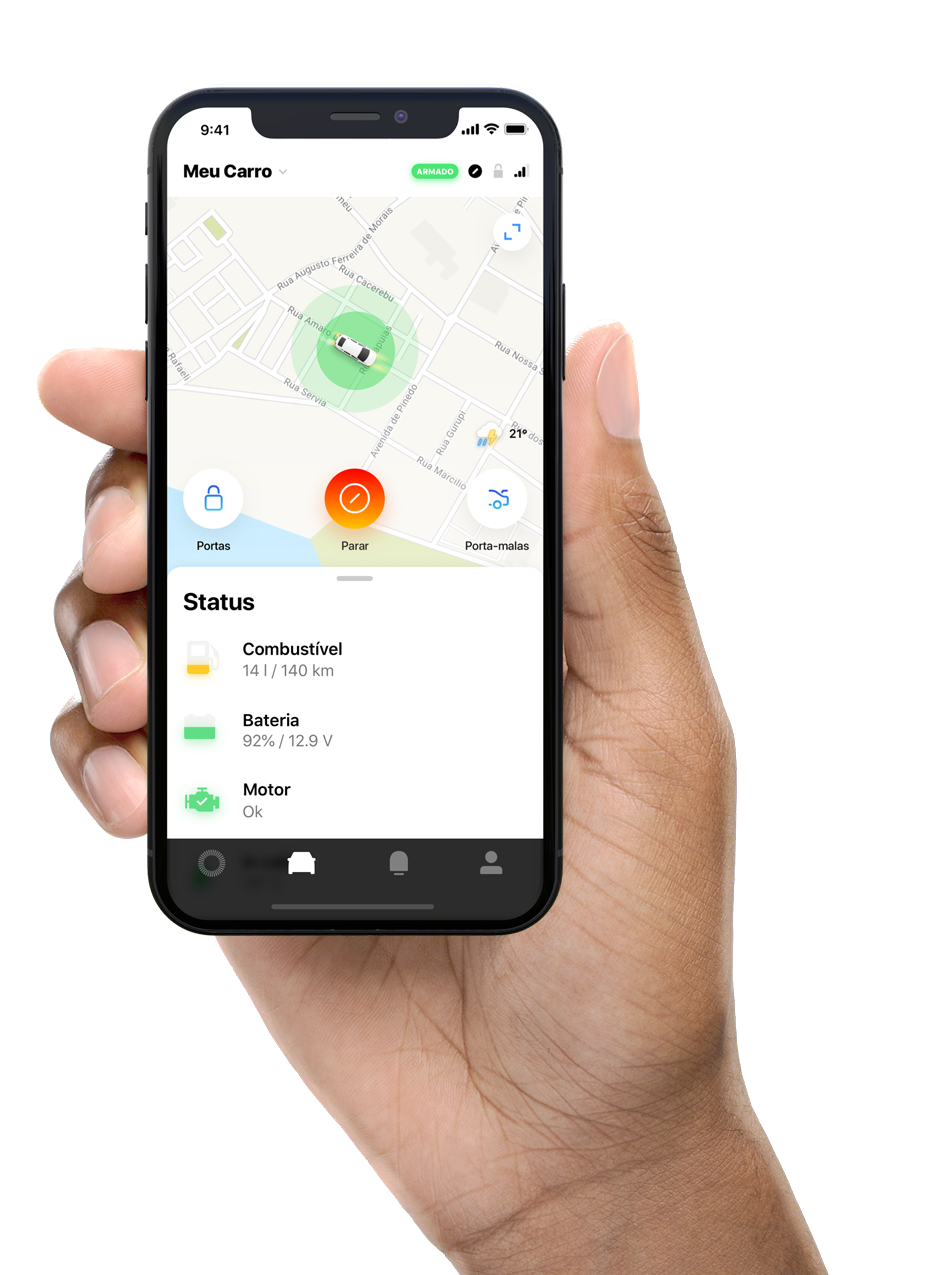 9:41
Meu Carro
ARMADO
Rua Augusto Ferreira de Morais
Rua Cacerebu
Rua Amaro
Rua Nossa S
Rafaeli
Rua Servia
Avenida de Pinedo
Rua Gurupi
21°
Rua Marcilio
Portas
Parar
Porta-malas
Status
Combustível
14 l / 140 km
Bateria
92% / 12.9 V
Motor
Ok